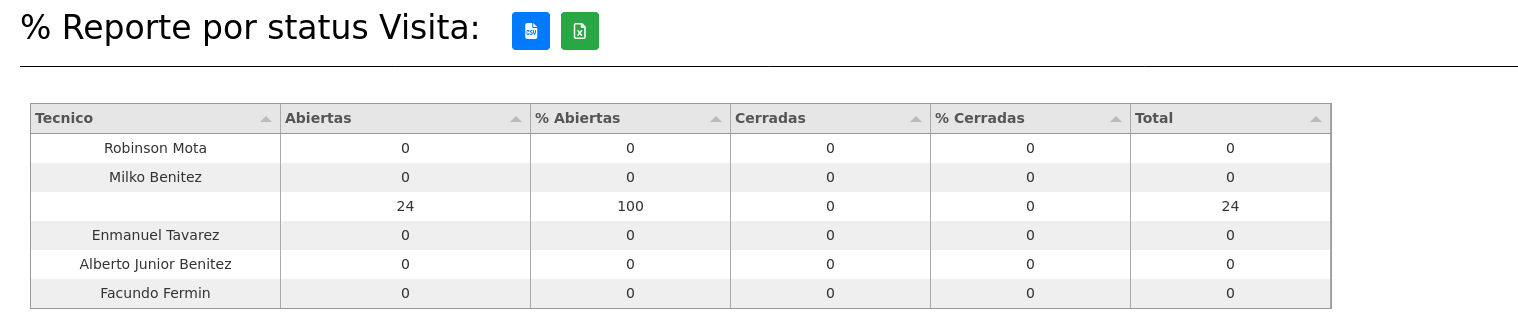 % Reporte por status Visita:
CSV
X
Tecnico Abiertas % Abiertas Cerradas % Cerradas Total
Robinson Mota 0 0 0 0 0
Milko Benitez 0 0 0 0 0
24 100 0 0 24
Enmanuel Tavarez 0 0 0 0 0
Alberto Junior Benitez 0 0 0 0 0
Facundo Fermin 0 0 0 0 0